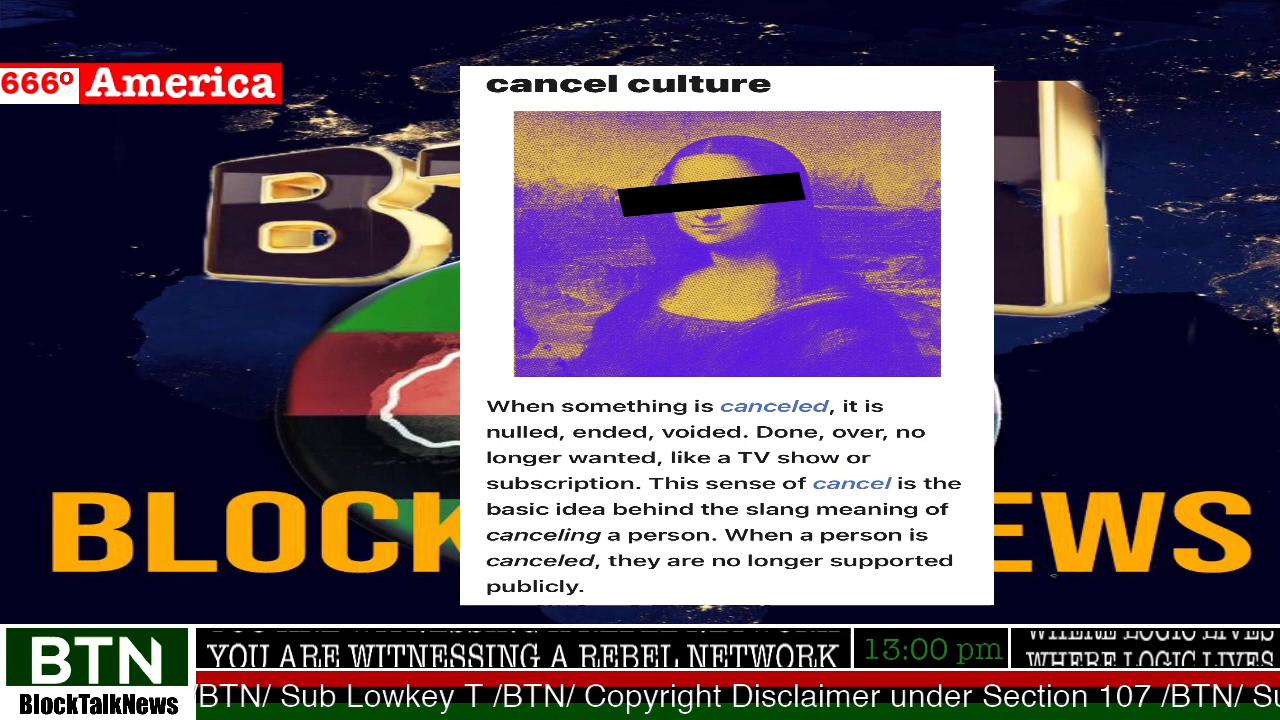 666º America
cancel culture
When something is canceled, it is
nulled, ended, voided. Done, over, no
longer wanted, like a TV show or
subscription. This sense of cancel is the
basic idea behind the slang meaning of
canceling a person. When a person is
canceled, they are no longer supported
publicly.
BTN
BlockTalkNews
YOU ARE WITNESSING A REBEL NETWORK
13:00 pm
WHERE LOGIC LIVES
/BTN/ Sub Lowkey T /BTN/ Copyright Disclaimer under Section 107 /BTN/